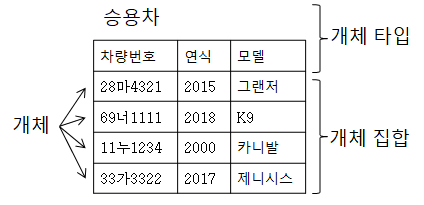 승용차
개체 타입
차량번호 연식 모델
28마4321 2015 그랜저
69너1111 2018 K9
개체
개체 집합
11누1234 2000 카니발
33가3322 2017 제니시스